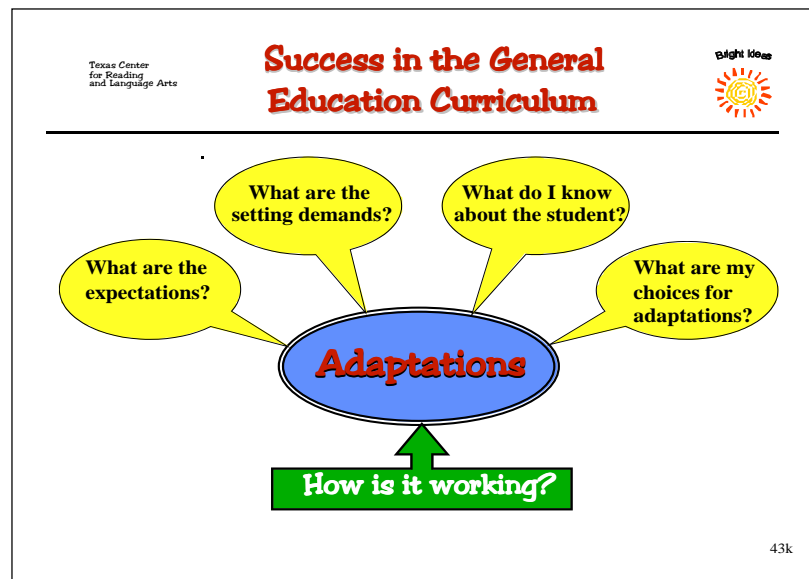 Texas Center
for Reading
and Language Arts
Success in the General
Education Curriculum
Bright Ideas
What are the
expectations?
What are the
setting demands?
What do I know
about the student?
What are my
choices for
adaptations?
Adaptations
How is it working?
43k